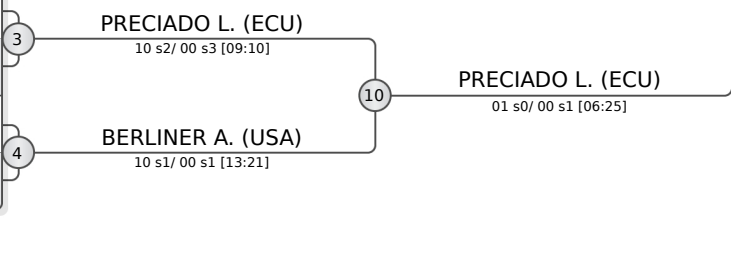 PRECIADO L. (ECU)
3
10 s2/ 00 s3 [09:10]
PRECIADO L. (ECU)
10
01 s0/ 00 s1 [06:25]
BERLINER A. (USA)
4
10 s1/ 00 s1 [13:21]